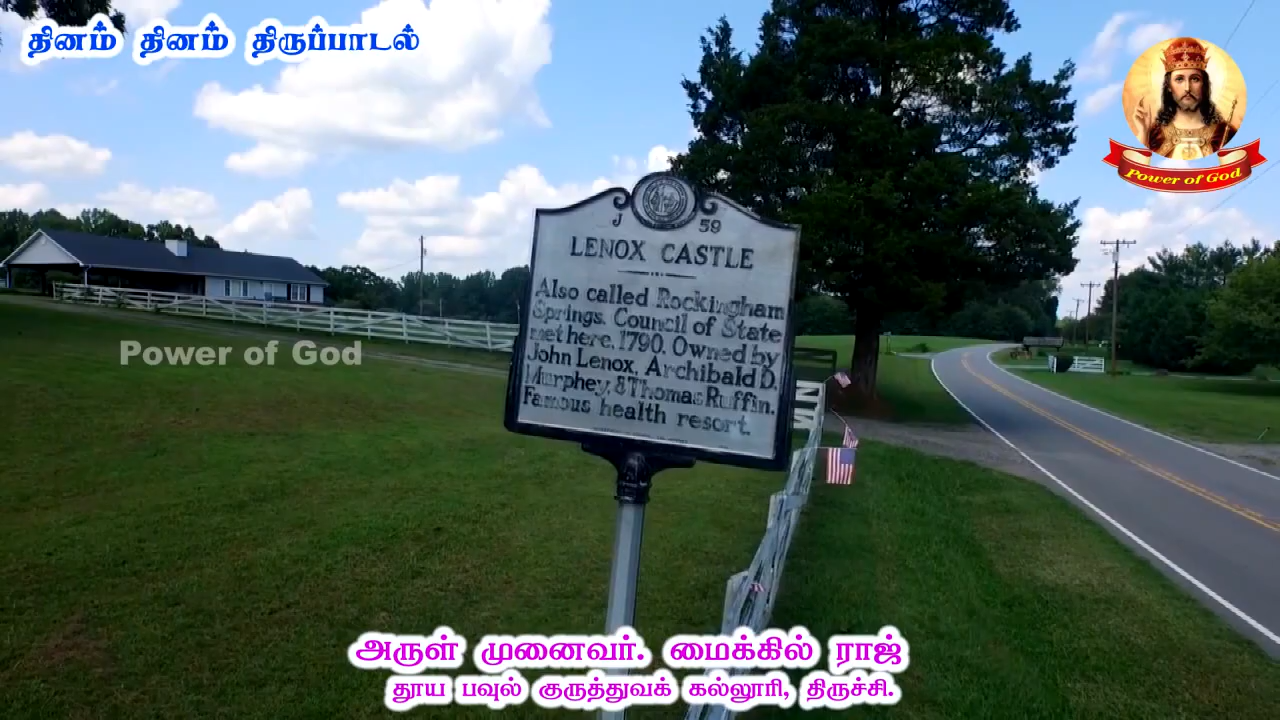 தினம் தினம் திருப்பாடல்
Power of God
J 59
LENOX CASTLE
Also called Rockingham
Springs. Council of State
met here, 1790. Owned by
John Lenox, Archibald D.
Murphey, & Thomas Ruffin.
Famous health resort.
Power of God
அருள் முனைவர். மைக்கில் ராஜ்
தூய பவுல் குருத்துவக் கல்லூரி, திருச்சி.